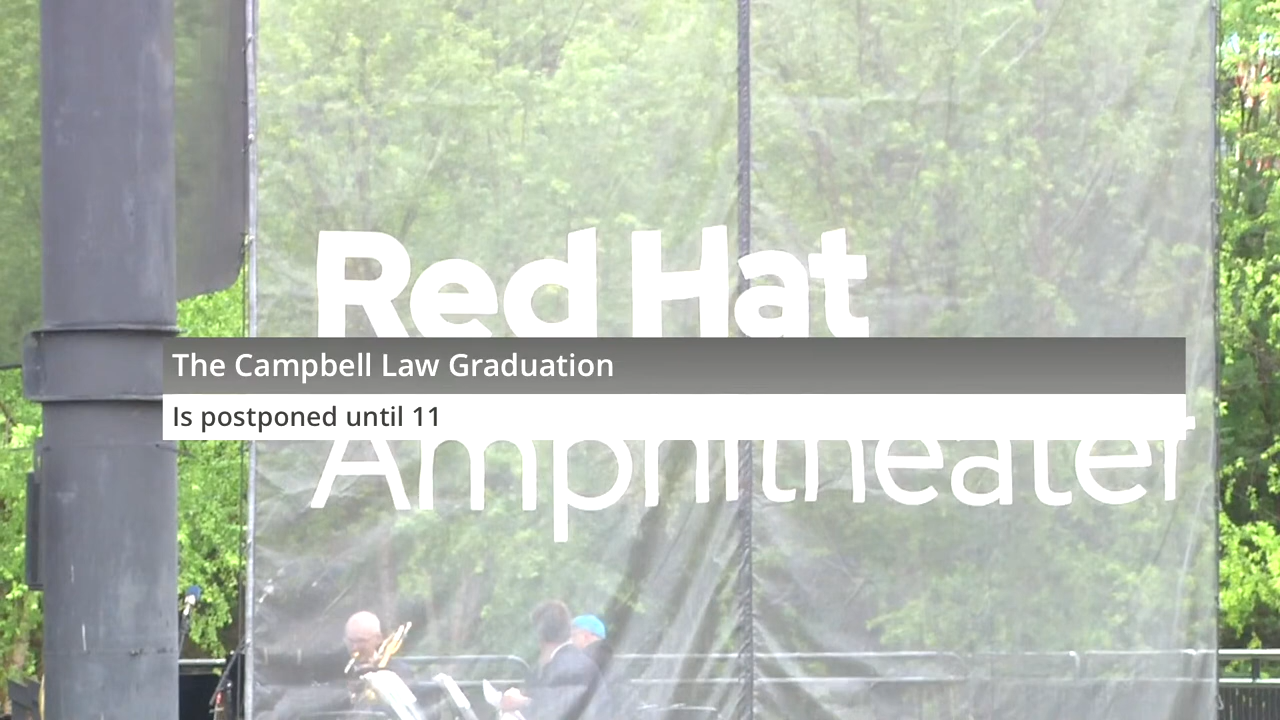 Red Hat
The Campbell Law Graduation
Is postponed until 11
Amphitheater